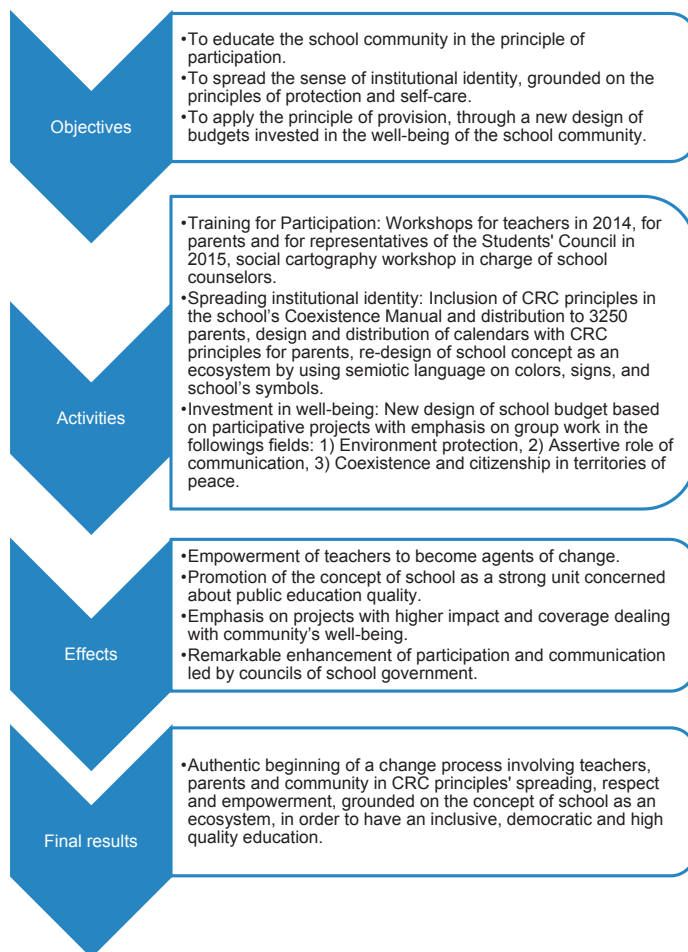 Objectives
•To educate the school community in the principle of
participation.
•To spread the sense of institutional identity, grounded on the
principles of protection and self-care.
•To apply the principle of provision, through a new design of
budgets invested in the well-being of the school community.
Activities
•Training for Participation: Workshops for teachers in 2014, for
parents and for representatives of the Students' Council in
2015, social cartography workshop in charge of school
counselors.
•Spreading institutional identity: Inclusion of CRC principles in
the school's Coexistence Manual and distribution to 3250
parents, design and distribution of calendars with CRC
principles for parents, re-design of school concept as an
ecosystem by using semiotic language on colors, signs, and
school's symbols.
•Investment in well-being: New design of school budget based
on participative projects with emphasis on group work in the
followings fields: 1) Environment protection, 2) Assertive role of
communication, 3) Coexistence and citizenship in territories of
peace.
Effects
•Empowerment of teachers to become agents of change.
•Promotion of the concept of school as a strong unit concerned
about public education quality.
•Emphasis on projects with higher impact and coverage dealing
with community's well-being.
•Remarkable enhancement of participation and communication
led by councils of school government.
Final results
•Authentic beginning of a change process involving teachers,
parents and community in CRC principles' spreading, respect
and empowerment, grounded on the concept of school as an
ecosystem, in order to have an inclusive, democratic and high
quality education.